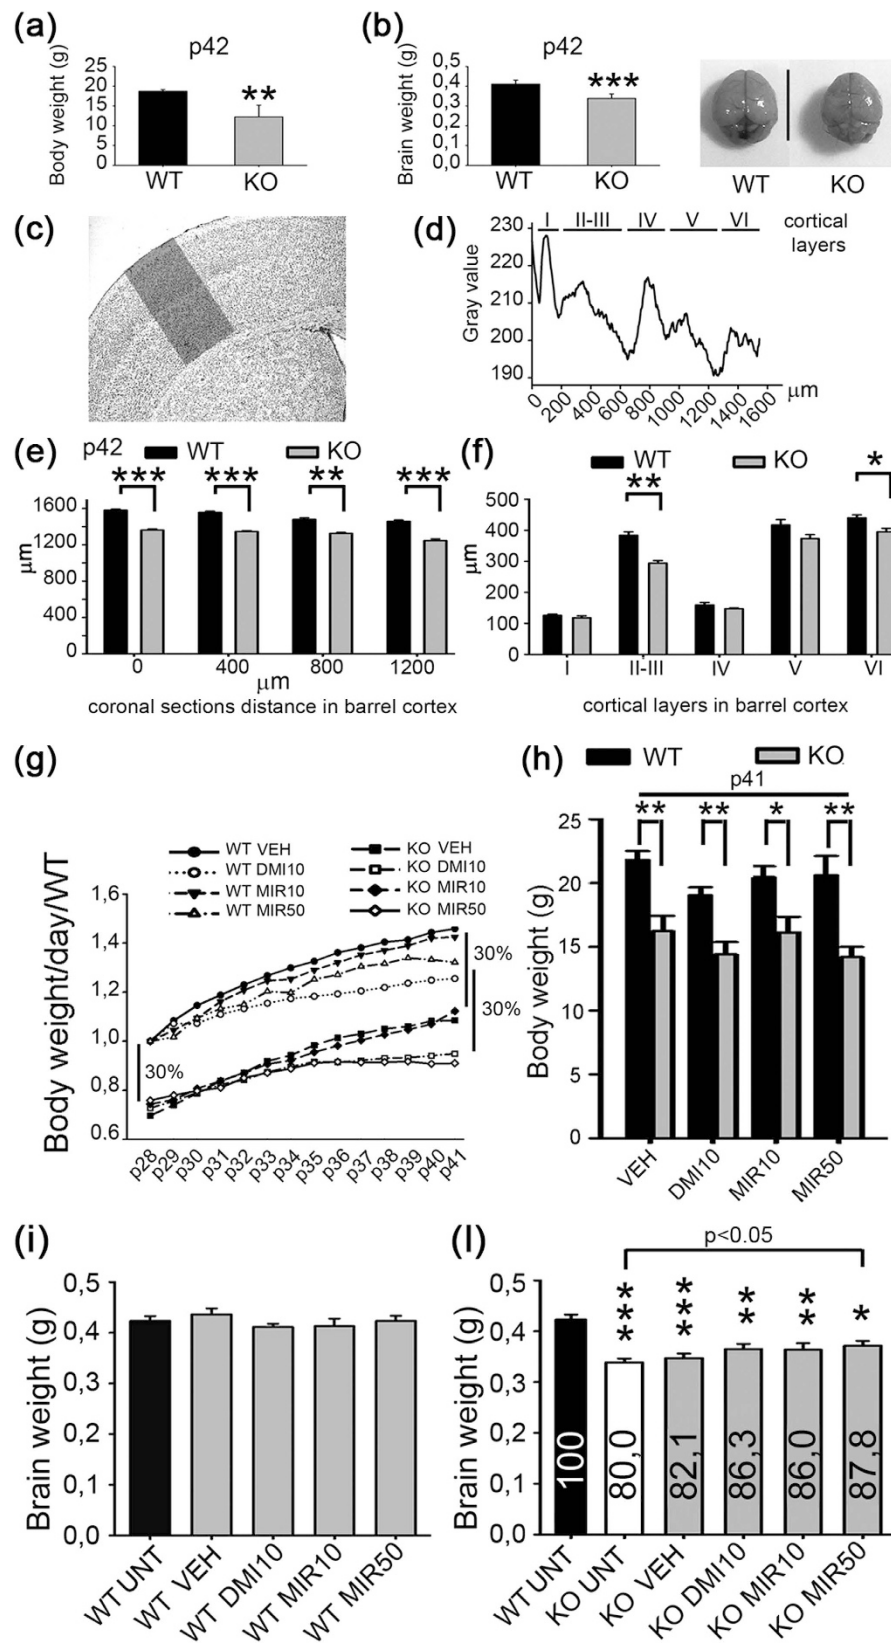 (a)
p42
Body weight (g)
25
20
15
10
5
0
**
WT
KO
(b)
p42
Brain weight (g)
0,5
0,4
0,3
0,2
0,1
0,0
***
WT
KO
WT
KO
(c)
(d)
I II-III IV V VI
cortical
layers
Gray value
230
220
210
200
190
0
200
400
600
800
1000
1200
1400
1600
µm
(e)
p42
WT
KO
*** *** ** ***
µm
1600
1200
800
400
0
0 400 800 1200
µm
coronal sections distance in barrel cortex
(f)
WT
KO
** *
µm
500
400
300
200
100
0
I II-III IV V VI
cortical layers in barrel cortex
(g)
WT VEH
WT DMI10
WT MIR10
WT MIR50
KO VEH
KO DMI10
KO MIR10
KO MIR50
Body weight/day/WT
1,6
1,4
1,2
1,0
0,8
0.6
30%
30%
30%
p28
p29
p30
p31
p32
p33
p34
p35
p36
p37
p38
p39
p40
p41
(h)
WT
KO
p41
** ** * **
Body weight (g)
25
20
15
10
5
0
VEH
DMI10
MIR10
MIR50
(i)
Brain weight (g)
0,5
0,4
0,3
0,2
0,1
0,0
WT UNT
WT VEH
WT DMI10
WT MIR10
WT MIR50
(l)
p<0.05
Brain weight (g)
0,5
0,4
0,3
0,2
0,1
0,0
*** *** ** ** *
100
80,0
82,1
86,3
86,0
87,8
WT UNT
KO UNT
KO VEH
KO DMI10
KO MIR10
KO MIR50